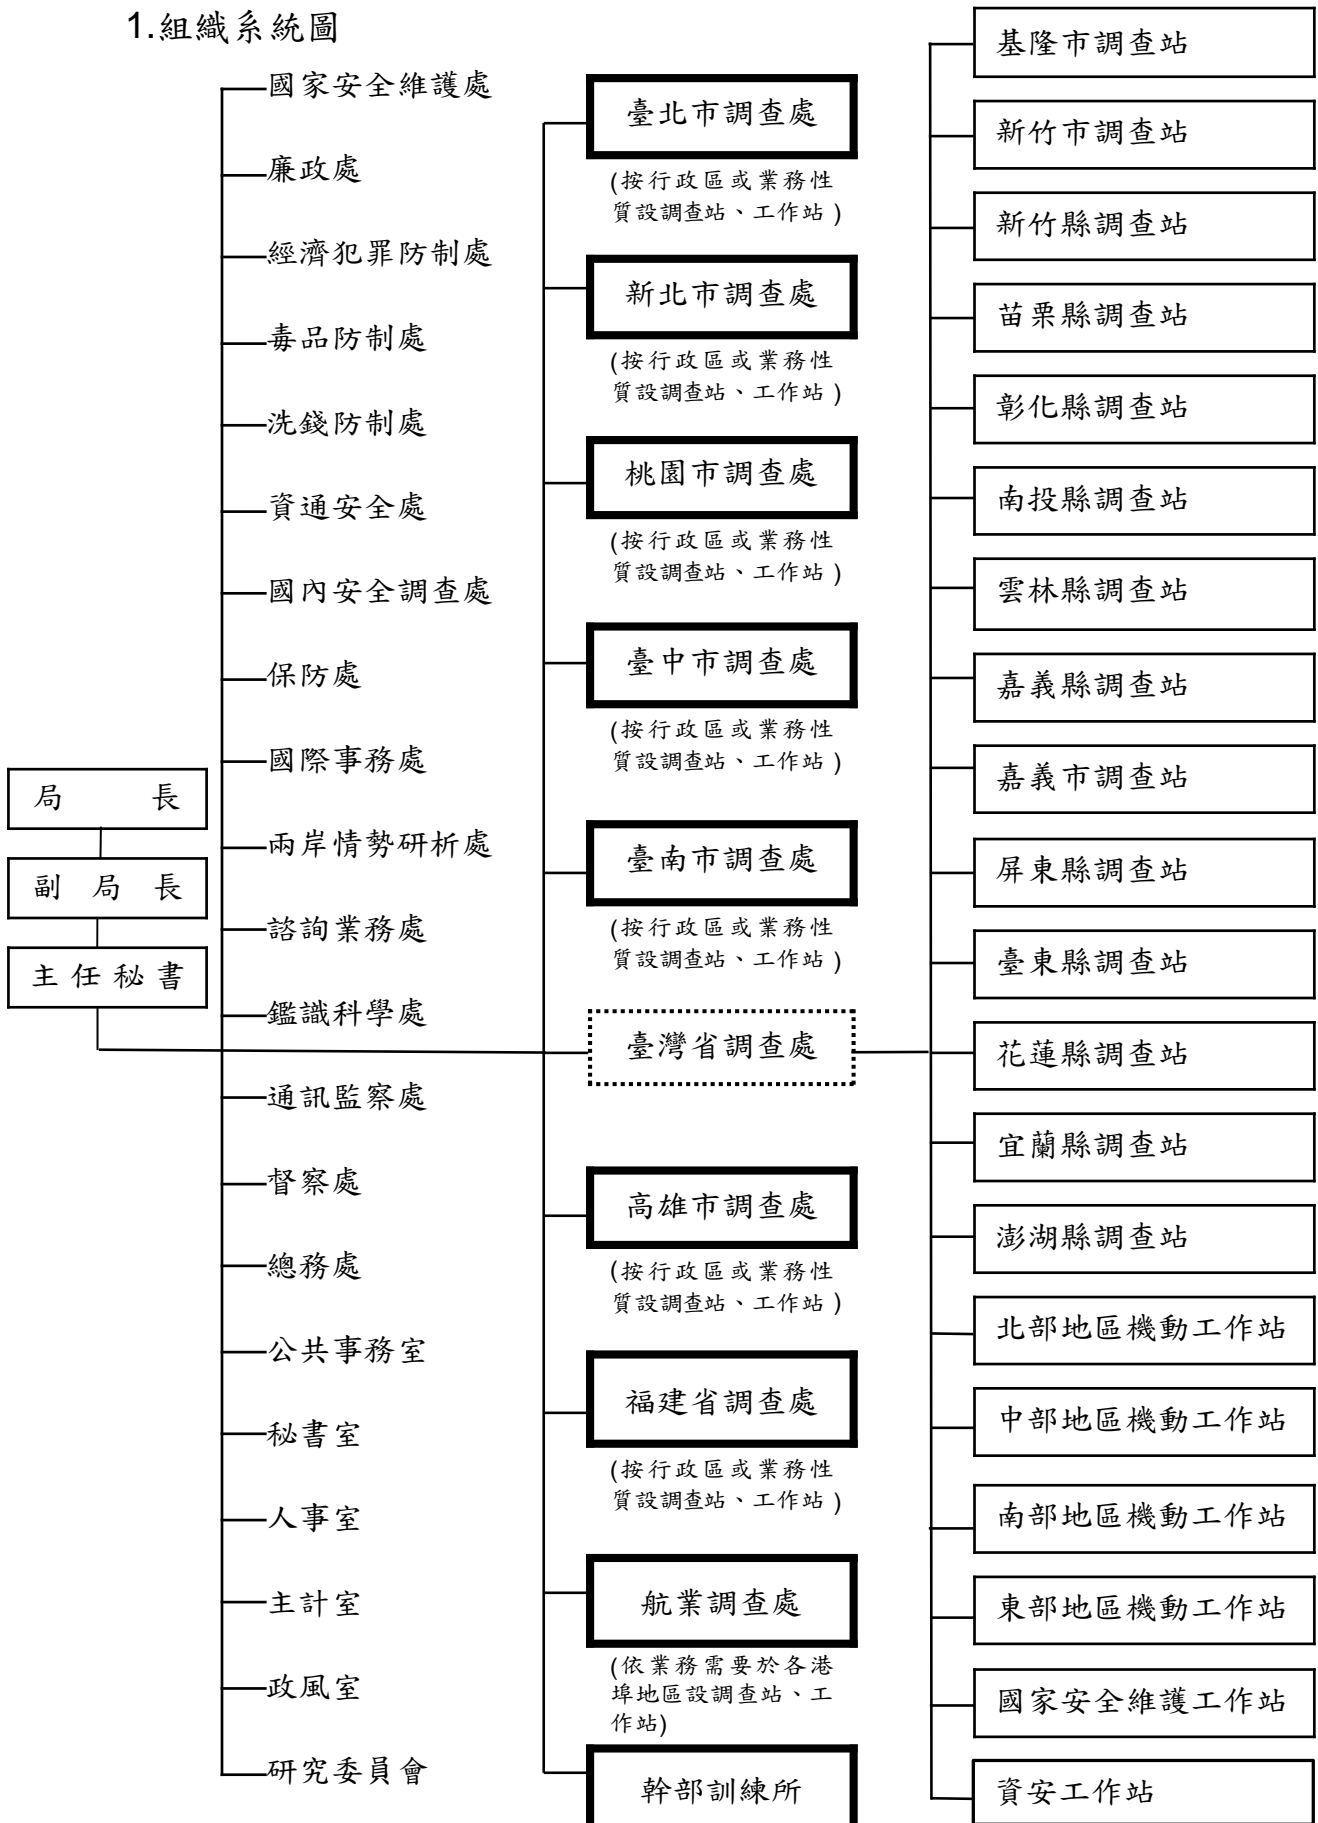 1.組織系統圖
局長
副局長
主任秘書
國家安全維護處
廉政處
經濟犯罪防制處
毒品防制處
洗錢防制處
資通安全處
國內安全調查處
保防處
國際事務處
兩岸情勢研析處
諮詢業務處
鑑識科學處
通訊監察處
督察處
總務處
公共事務室
秘書室
人事室
主計室
政風室
研究委員會
臺北市調查處
(按行政區或業務性
質設調查站、工作站)
新北市調查處
(按行政區或業務性
質設調查站、工作站)
桃園市調查處
(按行政區或業務性
質設調查站、工作站)
臺中市調查處
(按行政區或業務性
質設調查站、工作站)
臺南市調查處
(按行政區或業務性
質設調查站、工作站)
臺灣省調查處
高雄市調查處
(按行政區或業務性
質設調查站、工作站)
福建省調查處
(按行政區或業務性
質設調查站、工作站)
航業調查處
(依業務需要於各港
埠地區設調查站、工
作站)
幹部訓練所
基隆市調查站
新竹市調查站
新竹縣調查站
苗栗縣調查站
彰化縣調查站
南投縣調查站
雲林縣調查站
嘉義縣調查站
嘉義市調查站
屏東縣調查站
臺東縣調查站
花蓮縣調查站
宜蘭縣調查站
澎湖縣調查站
北部地區機動工作站
中部地區機動工作站
南部地區機動工作站
東部地區機動工作站
國家安全維護工作站
資安工作站